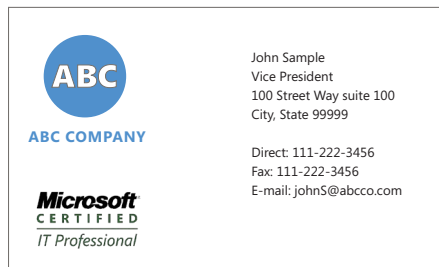 ABC
ABC COMPANY
Microsoft
CERTIFIED
IT Professional
John Sample
Vice President
100 Street Way suite 100
City, State 99999
Direct: 111-222-3456
Fax: 111-222-3456
E-mail: johnS@abcco.com